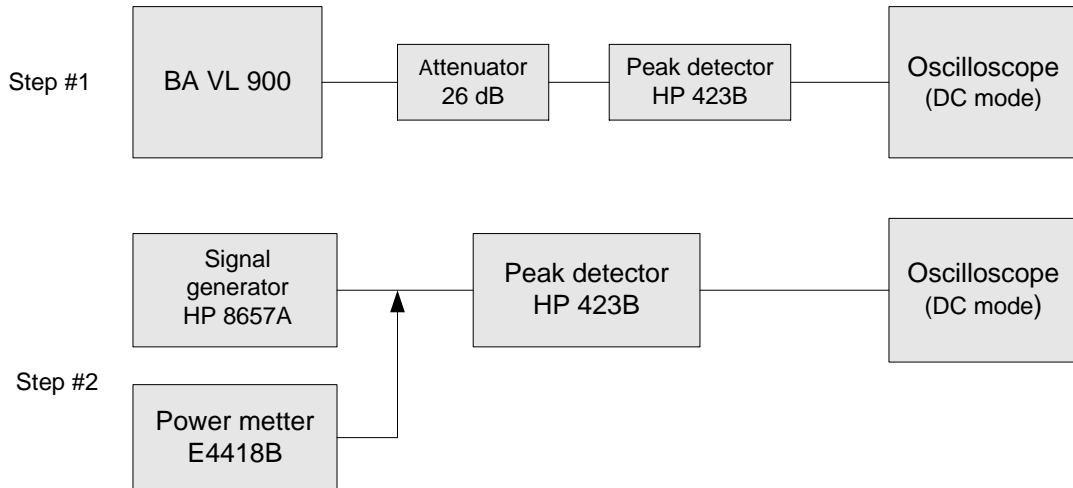 Step #1
BA VL 900
Attenuator
26 dB
Peak detector
HP 423B
Oscilloscope
(DC mode)
Step #2
Signal
generator
HP 8657A
Power metter
E4418B
Peak detector
HP 423B
Oscilloscope
(DC mode)